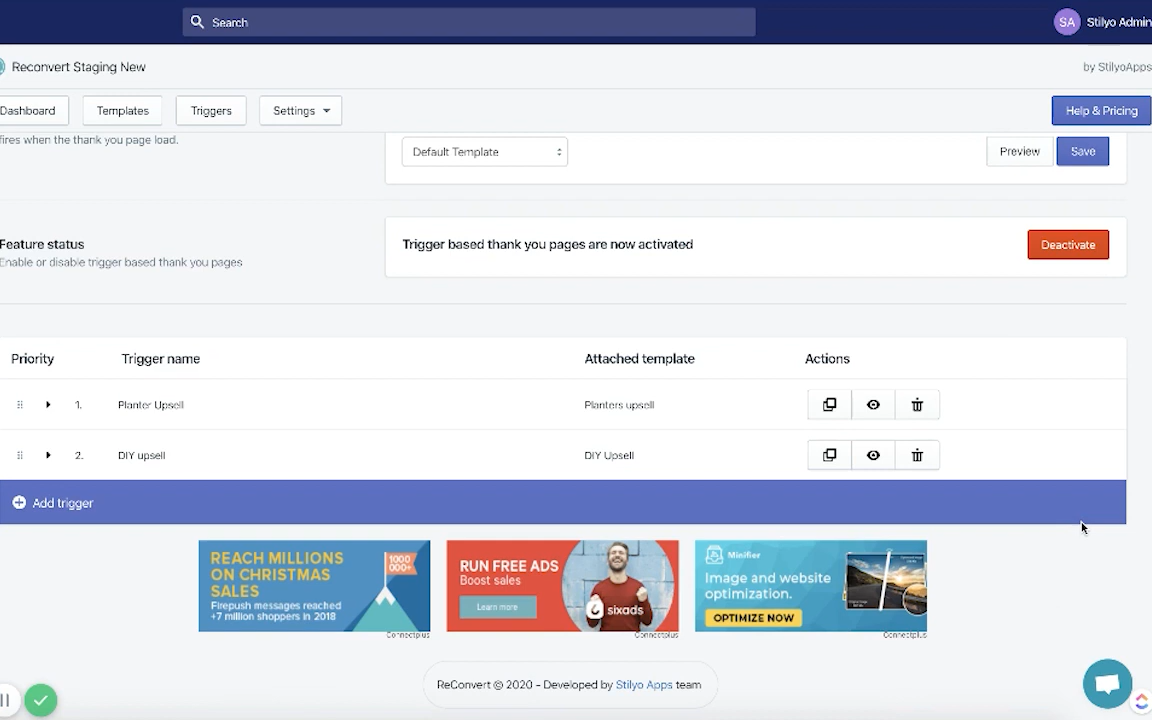 Search
SA
Stilyo Admin
Reconvert Staging New
by StilyoApps
Dashboard
Templates
Triggers
Settings
Help & Pricing
fires when the thank you page load.
Default Template
Preview
Save
Feature status
Enable or disable trigger based thank you pages
Trigger based thank you pages are now activated
Deactivate
Priority
Trigger name
Attached template
Actions
1.
Planter Upsell
Planters upsell
2.
DIY upsell
DIY Upsell
Add trigger
REACH MILLIONS
ON CHRISTMAS
SALES
Firepush messages reached
+7 million shoppers in 2018
1000
000+
Connectplus
RUN FREE ADS
Boost sales
Learn more
sixads
Connectplus
Minifier
Image and website
optimization.
OPTIMIZE NOW
Connectplus
ReConvert © 2020 - Developed by Stilyo Apps team